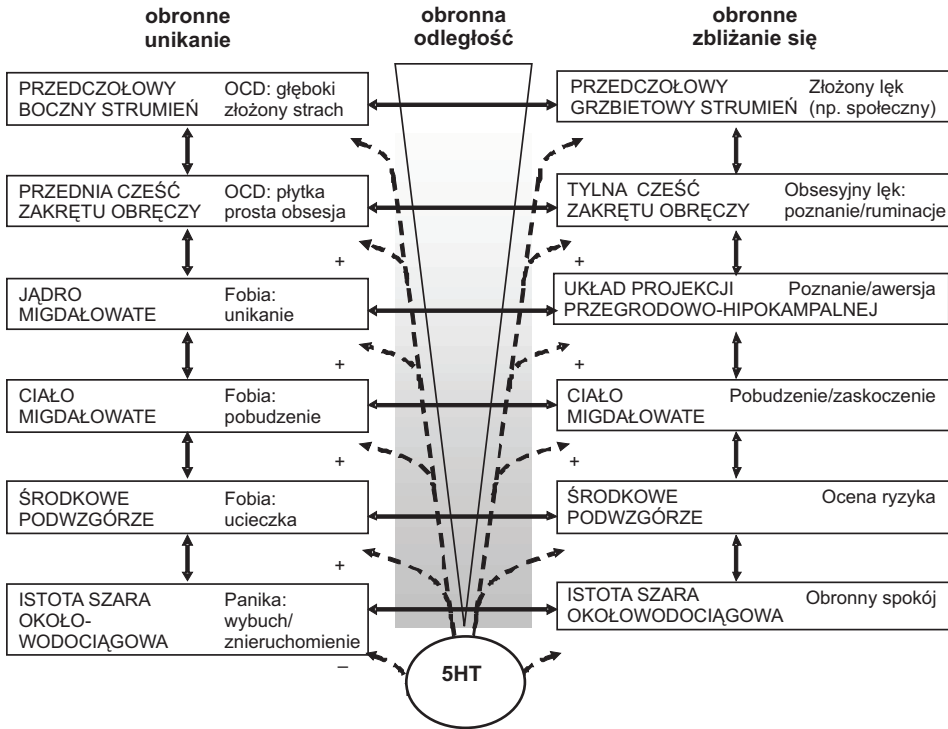 obronne
unikanie
obronna
odległość
obronne
zbliżanie się
PRZEDCZOŁOWY OCD: głęboki
BOCZNY STRUMIEŃ złożony strach
PRZEDCZOŁOWY Złożony lęk
GRZBIETOWY STRUMIEŃ (np. społeczny)
PRZEDNIA CZEŚĆ OCD: płytka
ZAKRĘTU OBRĘCZY prosta obsesja
TYLNA CZEŚĆ Obsesyjny lęk:
ZAKRĘTU OBRĘCZY poznanie/ruminacje
+ +
JĄDRO Fobia:
MIGDAŁOWATE unikanie
UKŁAD PROJEKCJI Poznanie/awersja
PRZEGRODOWO-HIPOKAMPALNEJ
+ +
CIAŁO Fobia:
MIGDAŁOWATE pobudzenie
CIAŁO Pobudzenie/zaskoczenie
MIGDAŁOWATE
+ +
ŚRODKOWE Fobia:
PODWZGÓRZE ucieczka
ŚRODKOWE Ocena ryzyka
PODWZGÓRZE
+
ISTOTA SZARA Panika:
OKOŁO- wybuch/
WODOCIĄGOWA znieruchomienie
ISTOTA SZARA Obronny spokój
OKOŁOWODOCIĄGOWA
–
5HT